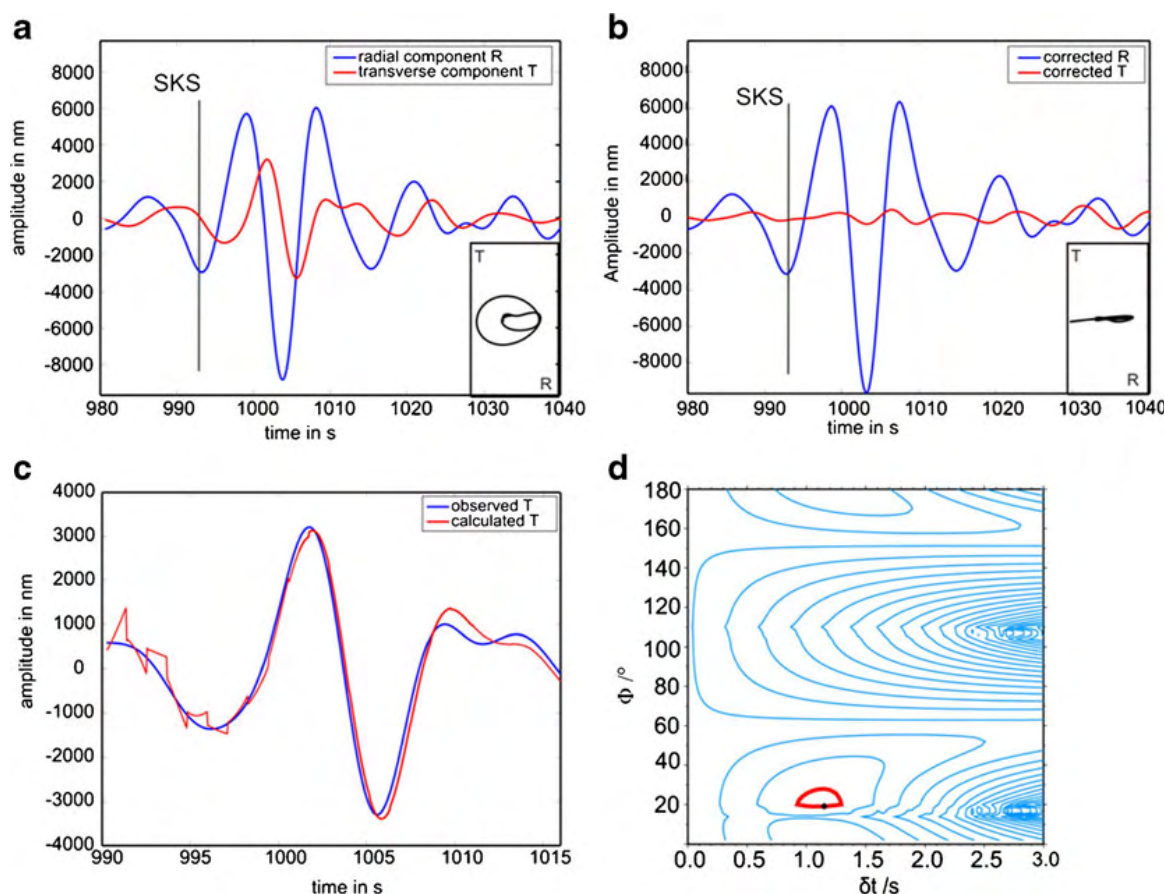 a
radial component R
transverse component T
SKS
amplitude in nm
8000
6000
4000
2000
0
-2000
-4000
-6000
-8000
T
R
980 990 1000 1010 1020 1030 1040
time in s
b
corrected R
corrected T
SKS
Amplitude in nm
8000
6000
4000
2000
0
-2000
-4000
-6000
-8000
T
R
980 990 1000 1010 1020 1030 1040
time in s
c
observed T
calculated T
amplitude in nm
4000
3000
2000
1000
0
-1000
-2000
-3000
-4000
990 995 1000 1005 1010 1015
time in s
d
Φ /°
180
160
140
120
100
80
60
40
20
0
0.0 0.5 1.0 1.5 2.0 2.5 3.0
δt /s